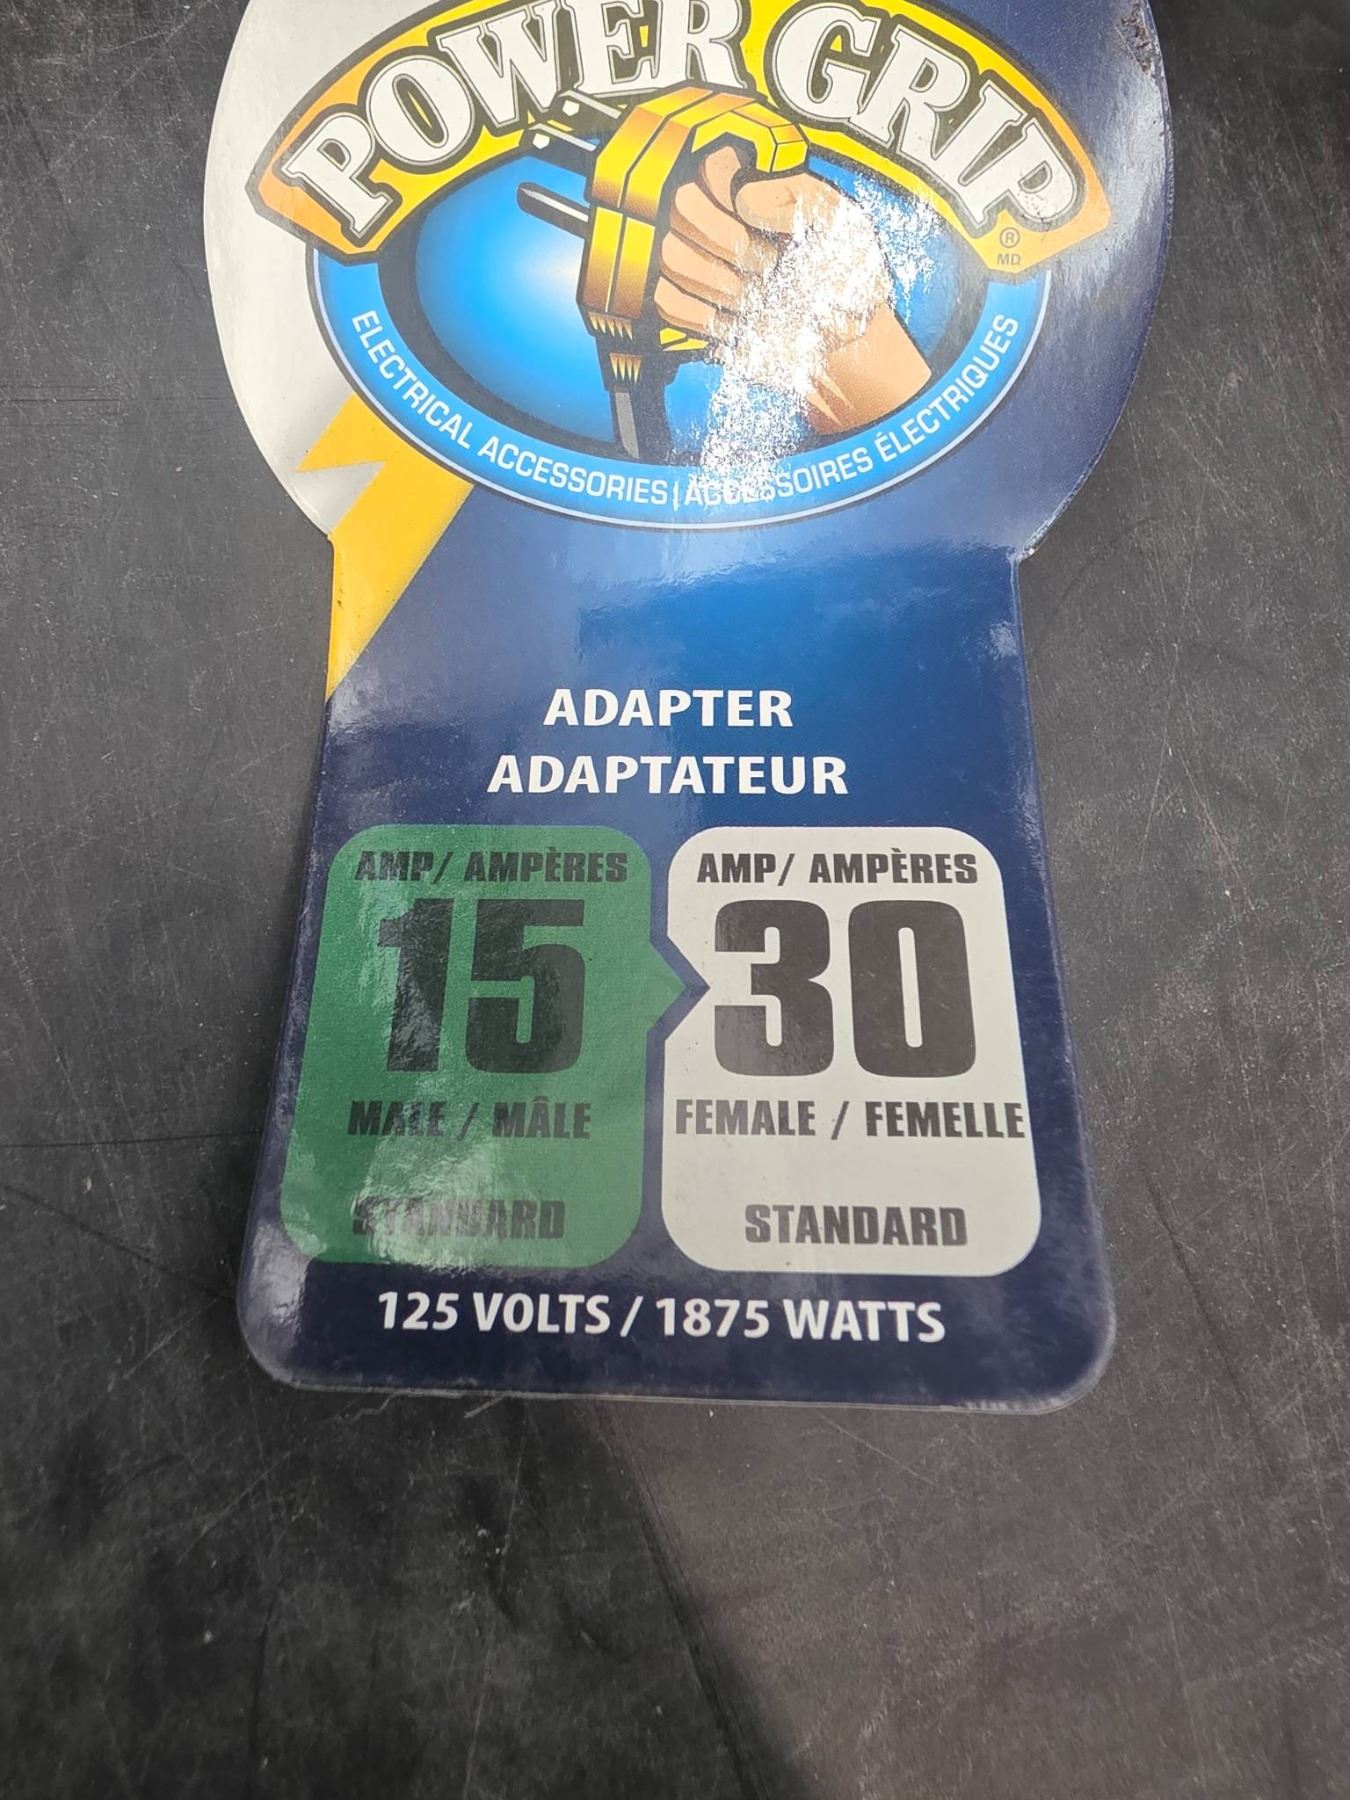 POWER GRIP
®
MD
ELECTRICAL ACCESSORIES | ACCESSOIRES ÉLECTRIQUES
ADAPTER
ADAPTATEUR
AMP/ AMPÈRES
15
MALE / MÂLE
STANDARD
AMP/ AMPÈRES
30
FEMALE / FEMELLE
STANDARD
125 VOLTS / 1875 WATTS